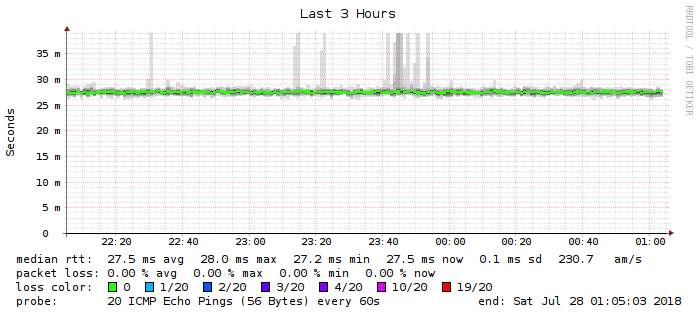 Last 3 Hours
RRDTOOL / TOBI OETIKER
Seconds
35 m
30 m
25 m
20 m
15 m
10 m
5 m
0
22:20 22:40 23:00 23:20 23:40 00:00 00:20 00:40 01:00
median rtt: 27.5 ms avg 28.0 ms max 27.2 ms min 27.5 ms now 0.1 ms sd 230.7 am/s
packet loss: 0.00 % avg 0.00 % max 0.00 % min 0.00 % now
loss color: 0 1/20 2/20 3/20 4/20 10/20 19/20
probe: 20 ICMP Echo Pings (56 Bytes) every 60s end: Sat Jul 28 01:05:03 2018